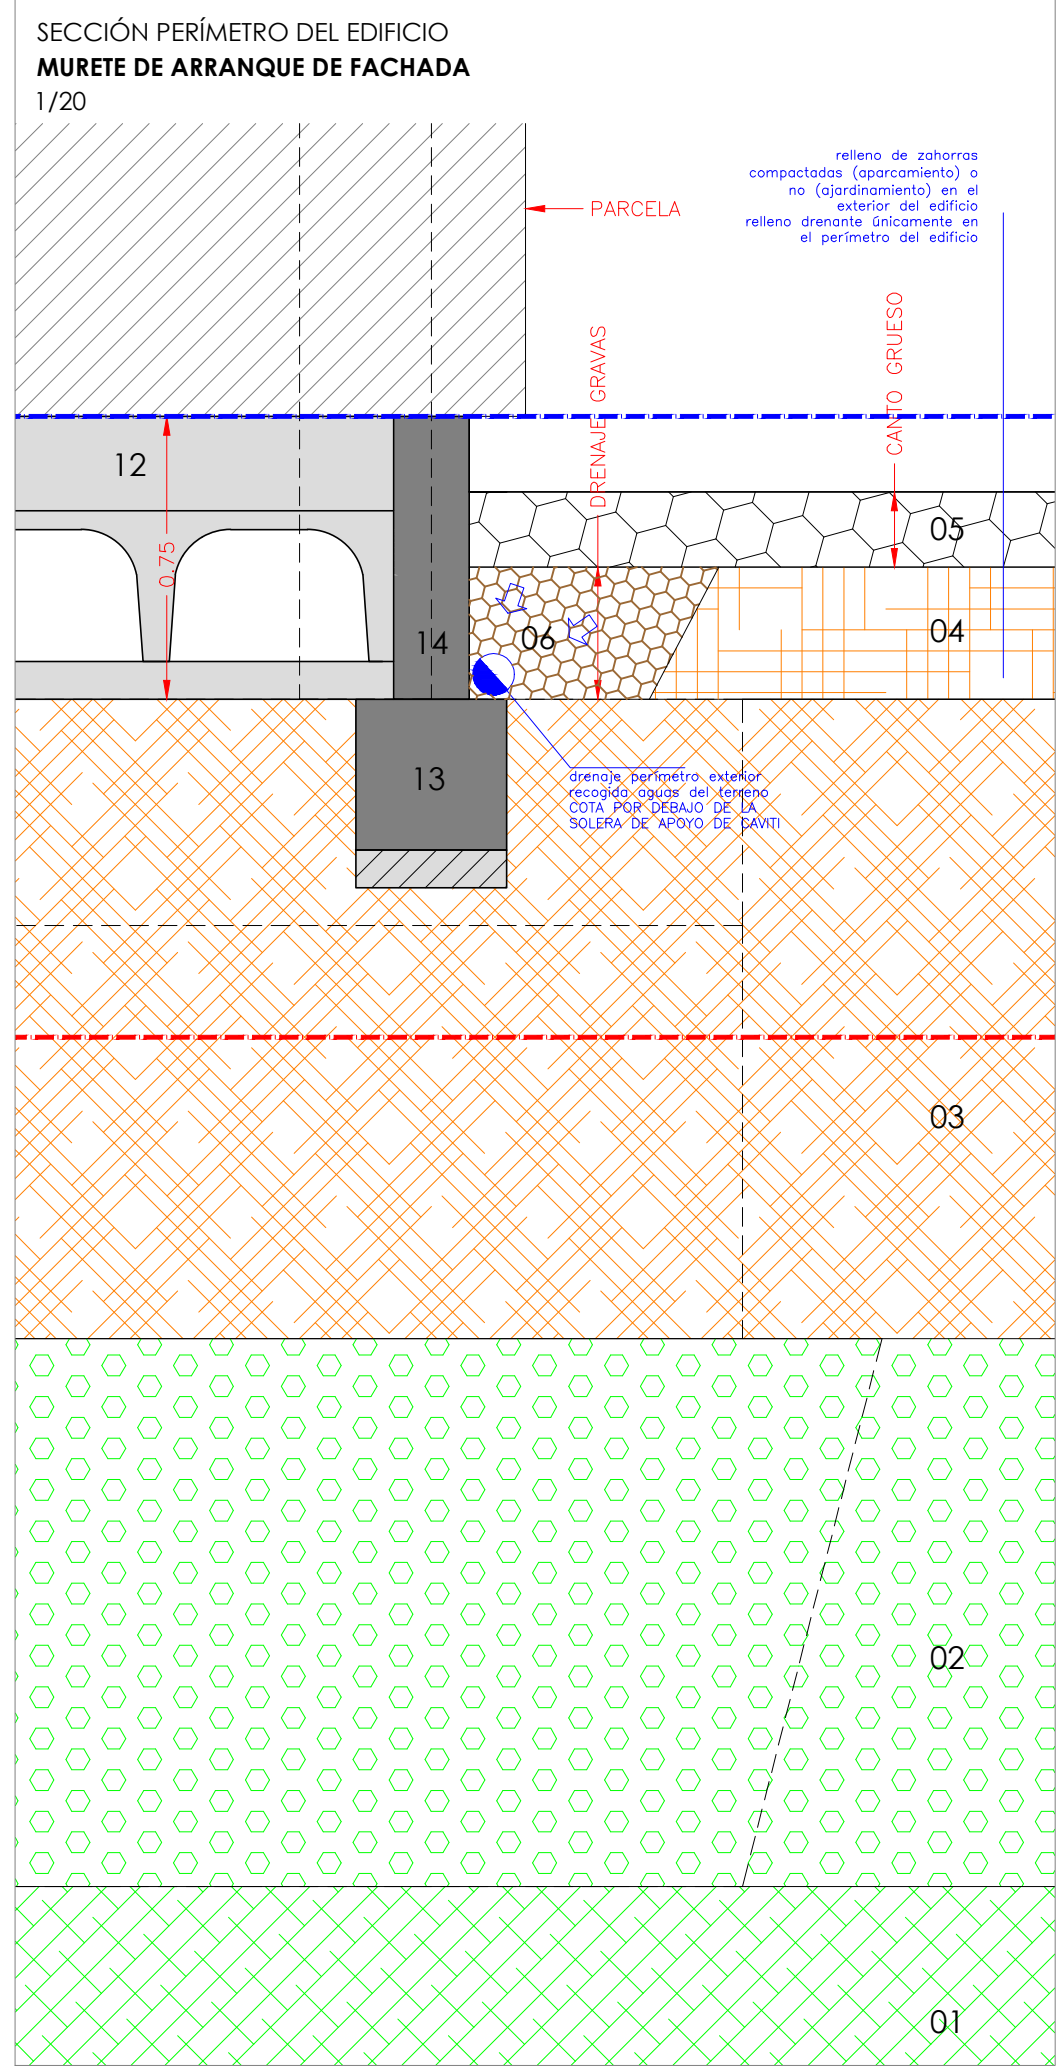 SECCIÓN PERÍMETRO DEL EDIFICIO
MURETE DE ARRANQUE DE FACHADA
1/20
relleno de zahorras
compactadas (aparcamiento) o
no (ajardinamiento) en el
exterior del edificio
relleno drenante únicamente en
el perímetro del edificio
PARCELA
DRENAJE GRAVAS
CANTO GRUESO
12
0.75
05
14
06
04
13
drenaje perímetro exterior
recogida aguas del terreno
COTA POR DEBAJO DE LA
SOLERA DE APOYO DE CAVITI
03
02
01